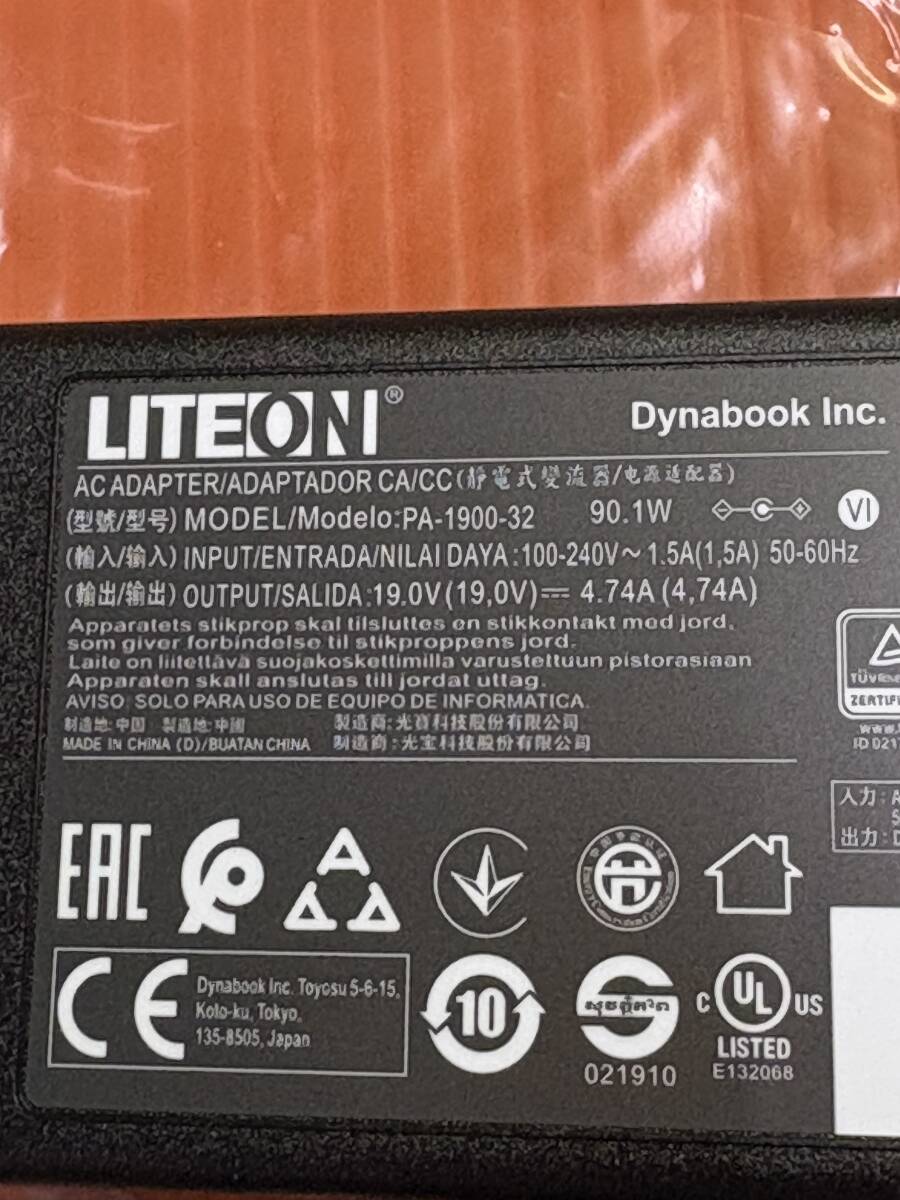 LITEON®
Dynabook Inc.
AC ADAPTER/ADAPTADOR CA/CC(靜電式變流器/电源适配器)
(型號/型号) MODEL/Modelo:PA-1900-32 90.1W VI
(輸入/输入) INPUT/ENTRADA/NILAI DAYA:100-240V~ 1.5A(1,5A) 50-60Hz
(輸出/输出) OUTPUT/SALIDA:19.0V(19,0V)⎓ 4.74A(4,74A)
Apparatets stikprop skal tilsluttes en stikkontakt med jord,
som giver forbindelse til stikproppens jord.
Laite on liitettävä suojakoskettimilla varustettuun pistorasiaan
Apparaten skall anslutas till jordat uttag.
AVISO: SOLO PARA USO DE EQUIPO DE INFORMATICA.
制造地:中国 製造地:中國 製造商:光寶科技股份有限公司
MADE IN CHINA (D)/BUATAN CHINA 制造商:光宝科技股份有限公司
TÜV
ZERTIF
www.
ID 021
人力:
出力:
EAC
CE
Dynabook Inc. Toyosu 5-6-15,
Koto-ku, Tokyo,
135-8505, Japan
10
021910
C UL US
LISTED
E132068